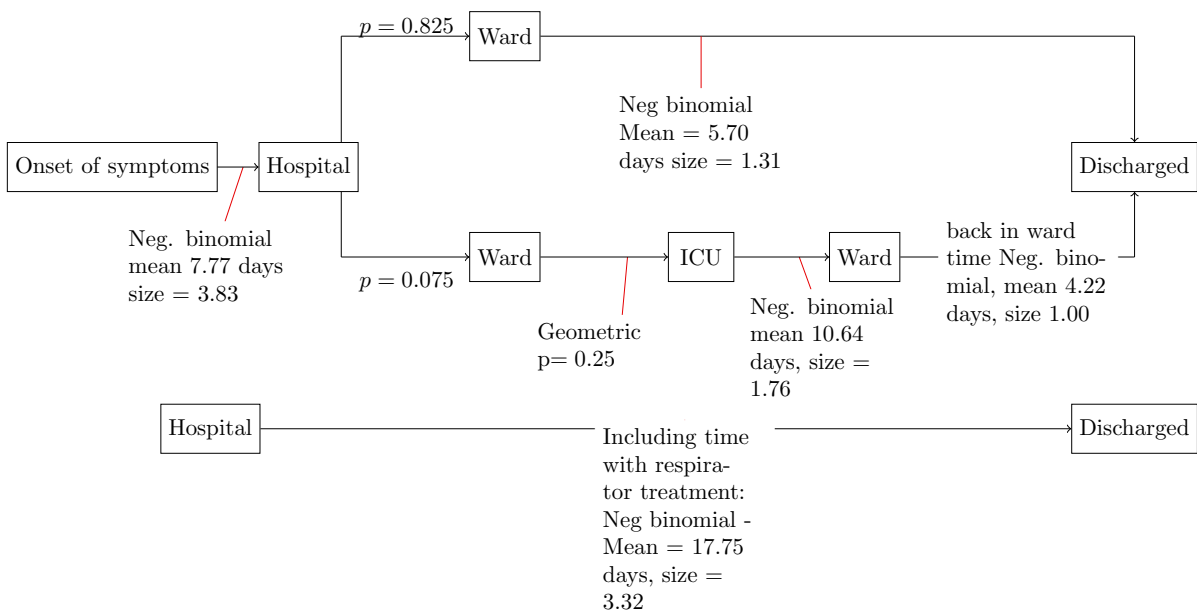 p = 0.825
Ward
Neg binomial
Mean = 5.70
days size = 1.31
Onset of symptoms
Hospital
Discharged
Neg. binomial
mean 7.77 days
size = 3.83
p = 0.075
Ward
ICU
Ward
back in ward
time Neg. bino-
mial, mean 4.22
days, size 1.00
Geometric
p= 0.25
Neg. binomial
mean 10.64
days, size =
1.76
Hospital
Discharged
Including time
with respira-
tor treatment:
Neg binomial -
Mean = 17.75
days, size =
3.32